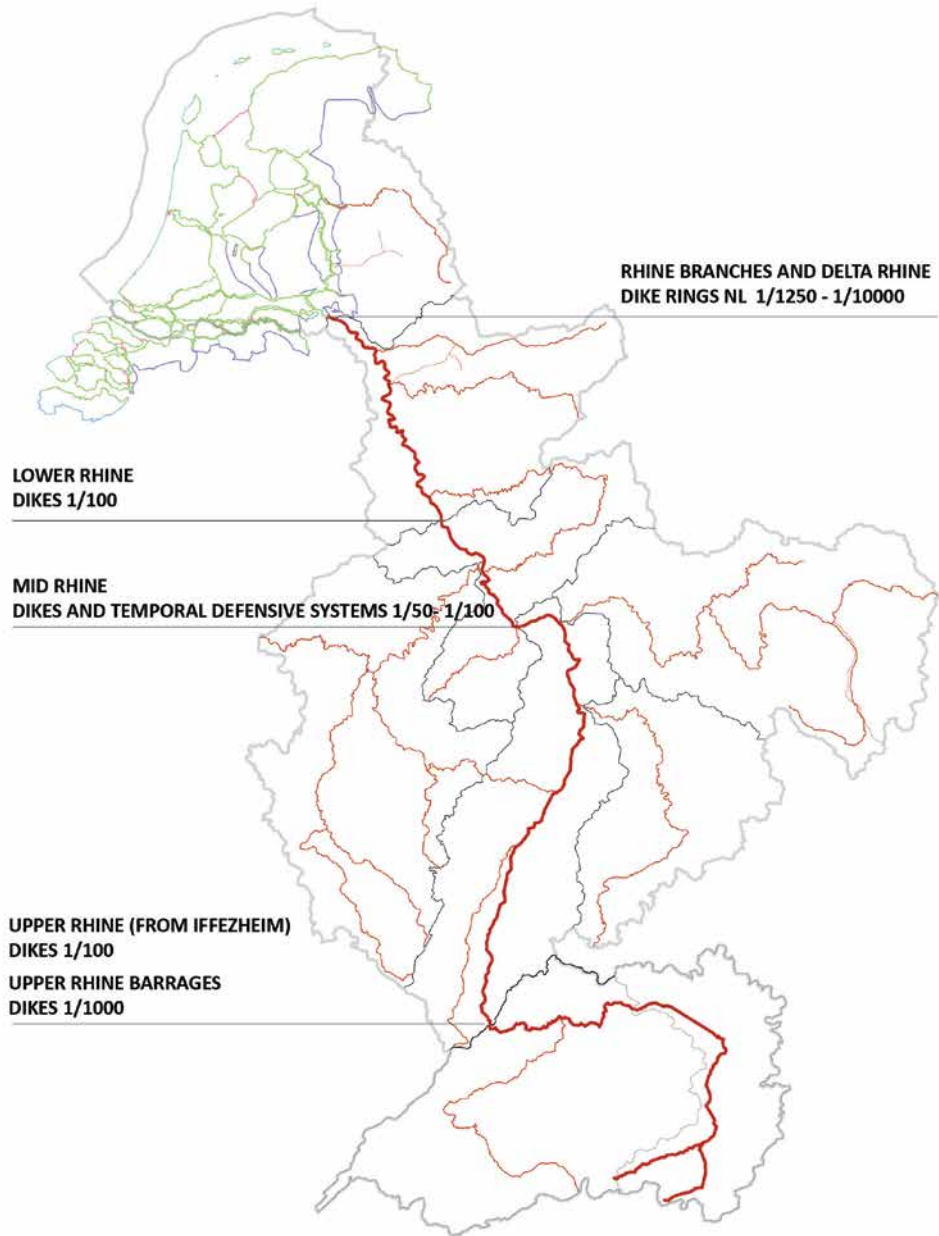 RHINE BRANCHES AND DELTA RHINE
DIKE RINGS NL 1/1250 - 1/10000
LOWER RHINE
DIKES 1/100
MID RHINE
DIKES AND TEMPORAL DEFENSIVE SYSTEMS 1/50- 1/100
UPPER RHINE (FROM IFFEZHEIM)
DIKES 1/100
UPPER RHINE BARRAGES
DIKES 1/1000